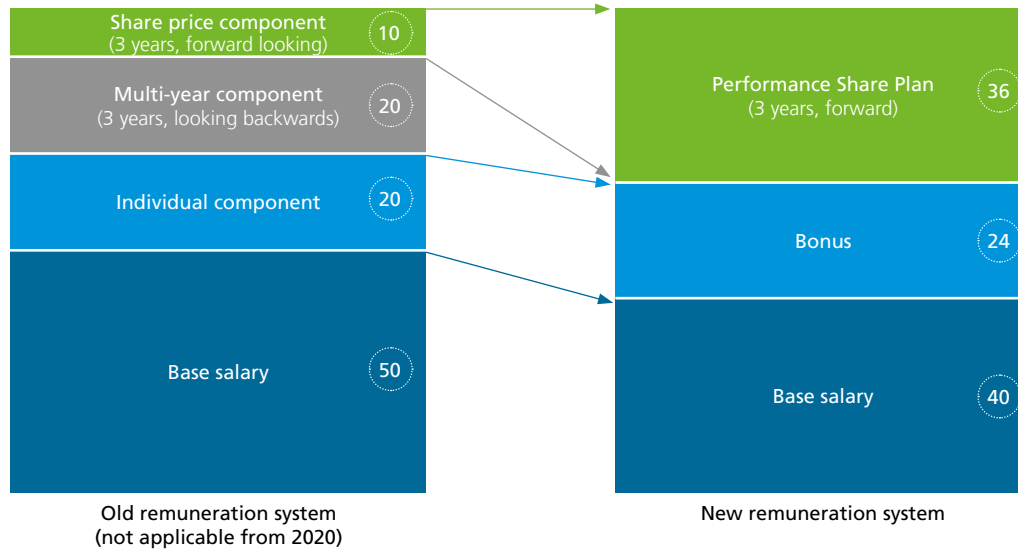 Share price component
(3 years, forward looking)
10
Multi-year component
(3 years, looking backwards)
20
Individual component
20
Base salary
50
Old remuneration system
(not applicable from 2020)
Performance Share Plan
(3 years, forward)
36
Bonus
24
Base salary
40
New remuneration system